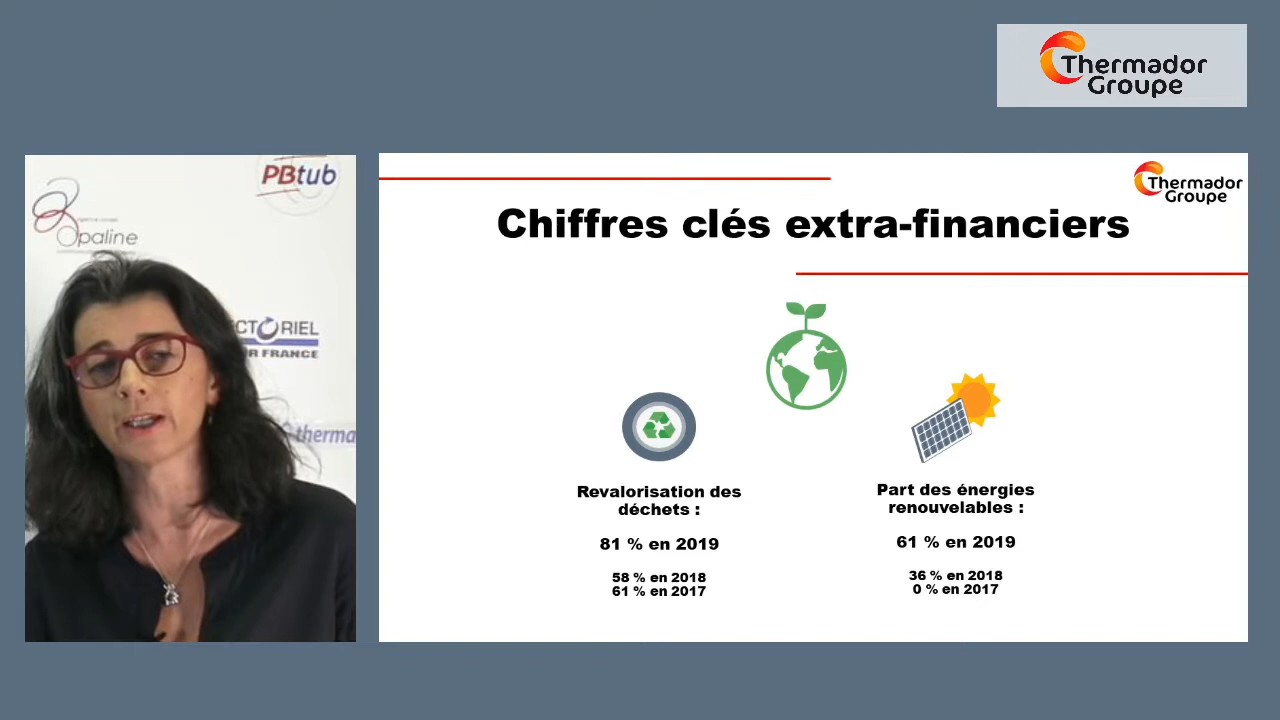 Thermador
Groupe
PBtub
Opaline
CTORIEL
R FRANCE
therma
Thermador
Groupe
Chiffres clés extra-financiers
Revalorisation des
déchets :
81 % en 2019
58 % en 2018
61 % en 2017
Part des énergies
renouvelables :
61 % en 2019
36 % en 2018
0 % en 2017